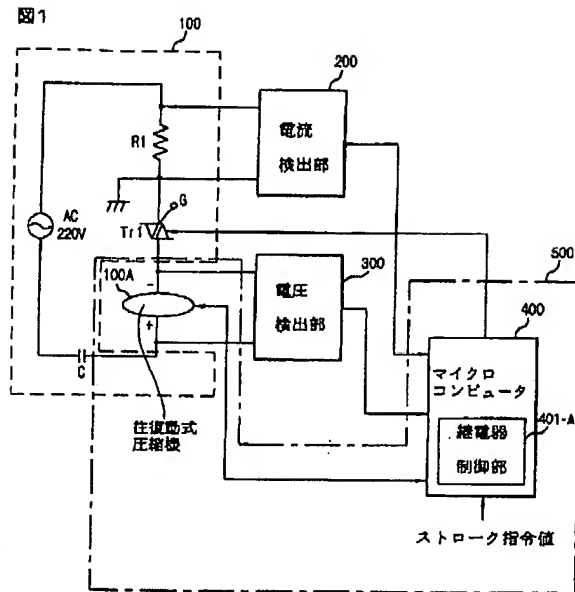 図1
100
200
電流
検出部
R1
G
Tr1
AC
220V
100A
-
+
C
300
電圧
検出部
500
400
マイクロ
コンピュータ
継電器
制御部
401-A
往復動式
圧縮機
ストローク指令値